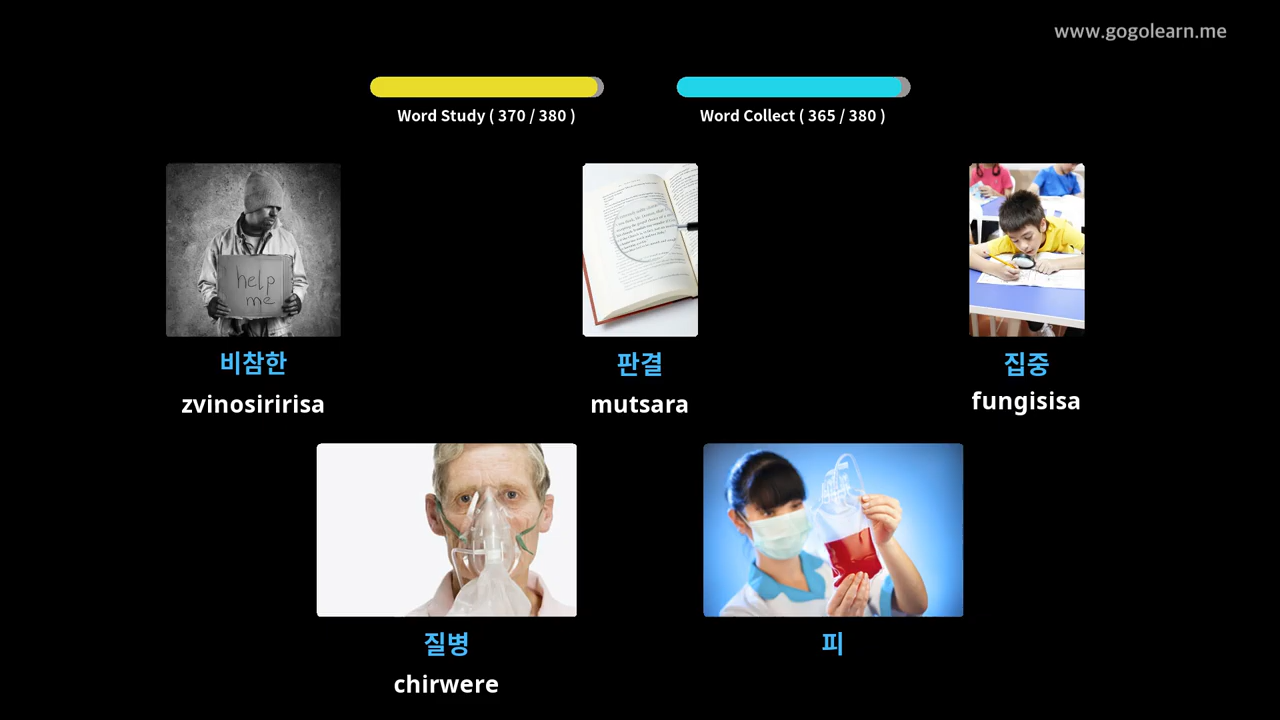 www.gogolearn.me
Word Study ( 370 / 380 )
Word Collect ( 365 / 380 )
help
me
비참한
zvinosiririsa
판결
mutsara
집중
fungisisa
질병
chirwere
피